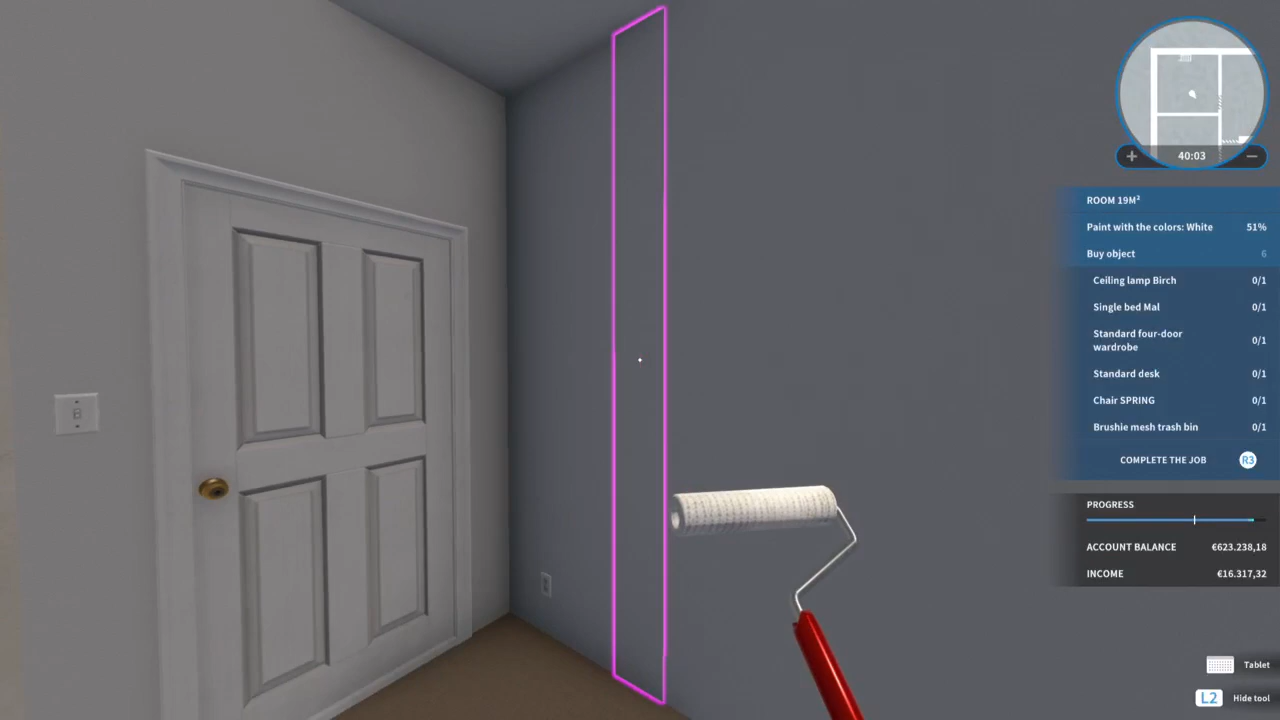 + 40:03 −
ROOM 19M²
Paint with the colors: White 51%
Buy object 6
Ceiling lamp Birch 0/1
Single bed Mal 0/1
Standard four-door
wardrobe 0/1
Standard desk 0/1
Chair SPRING 0/1
Brushie mesh trash bin 0/1
COMPLETE THE JOB R3
PROGRESS
ACCOUNT BALANCE €623.238,18
INCOME €16.317,32
Tablet
L2 Hide tool